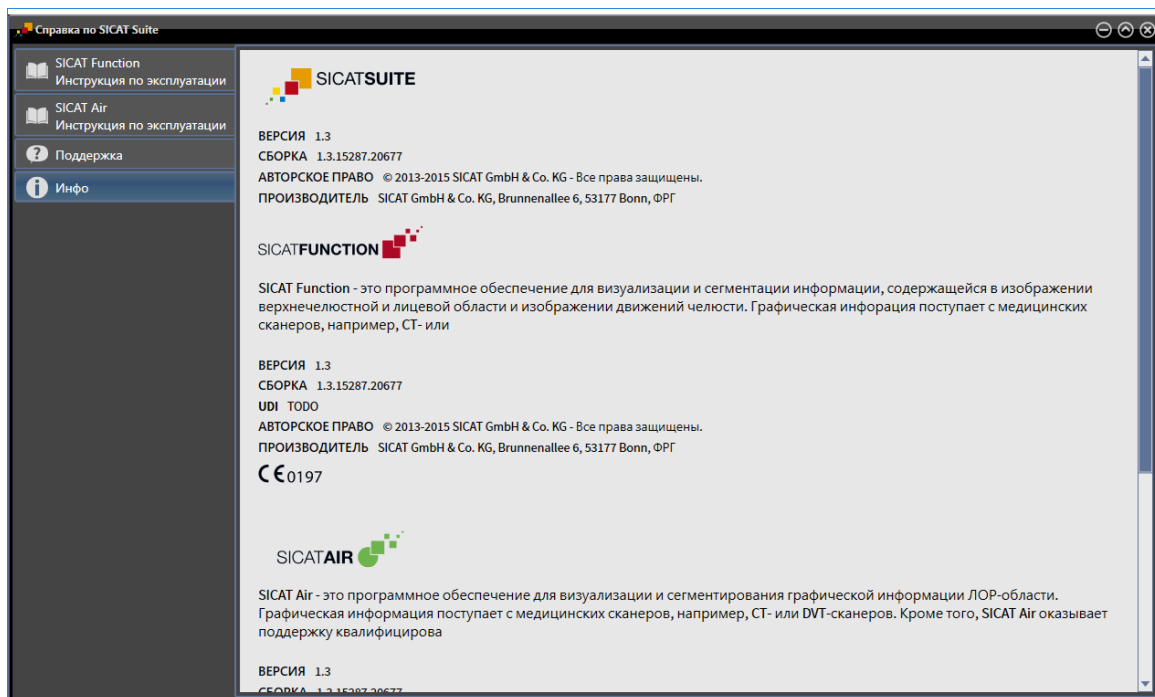 Справка по SICAT Suite
SICAT Function
Инструкция по эксплуатации
SICAT Air
Инструкция по эксплуатации
Поддержка
Инфо
SICATSUITE
ВЕРСИЯ 1.3
СБОРКА 1.3.15287.20677
АВТОРСКОЕ ПРАВО © 2013-2015 SICAT GmbH & Co. KG - Все права защищены.
ПРОИЗВОДИТЕЛЬ SICAT GmbH & Co. KG, Brunnenallee 6, 53177 Bonn, ФРГ
SICATFUNCTION
SICAT Function - это программное обеспечение для визуализации и сегментации информации, содержащейся в изображении
верхнечелюстной и лицевой области и изображении движений челюсти. Графическая инфорация поступает с медицинских
сканеров, например, СТ- или
ВЕРСИЯ 1.3
СБОРКА 1.3.15287.20677
UDI TODO
АВТОРСКОЕ ПРАВО © 2013-2015 SICAT GmbH & Co. KG - Все права защищены.
ПРОИЗВОДИТЕЛЬ SICAT GmbH & Co. KG, Brunnenallee 6, 53177 Bonn, ФРГ
CE0197
SICATAIR
SICAT Air - это программное обеспечение для визуализации и сегментирования графической информации ЛОР-области.
Графическая информация поступает с медицинских сканеров, например, СТ- или DVT-сканеров. Кроме того, SICAT Air оказывает
поддержку квалифицирова
ВЕРСИЯ 1.3
СБОРКА 1.3.15287.20677